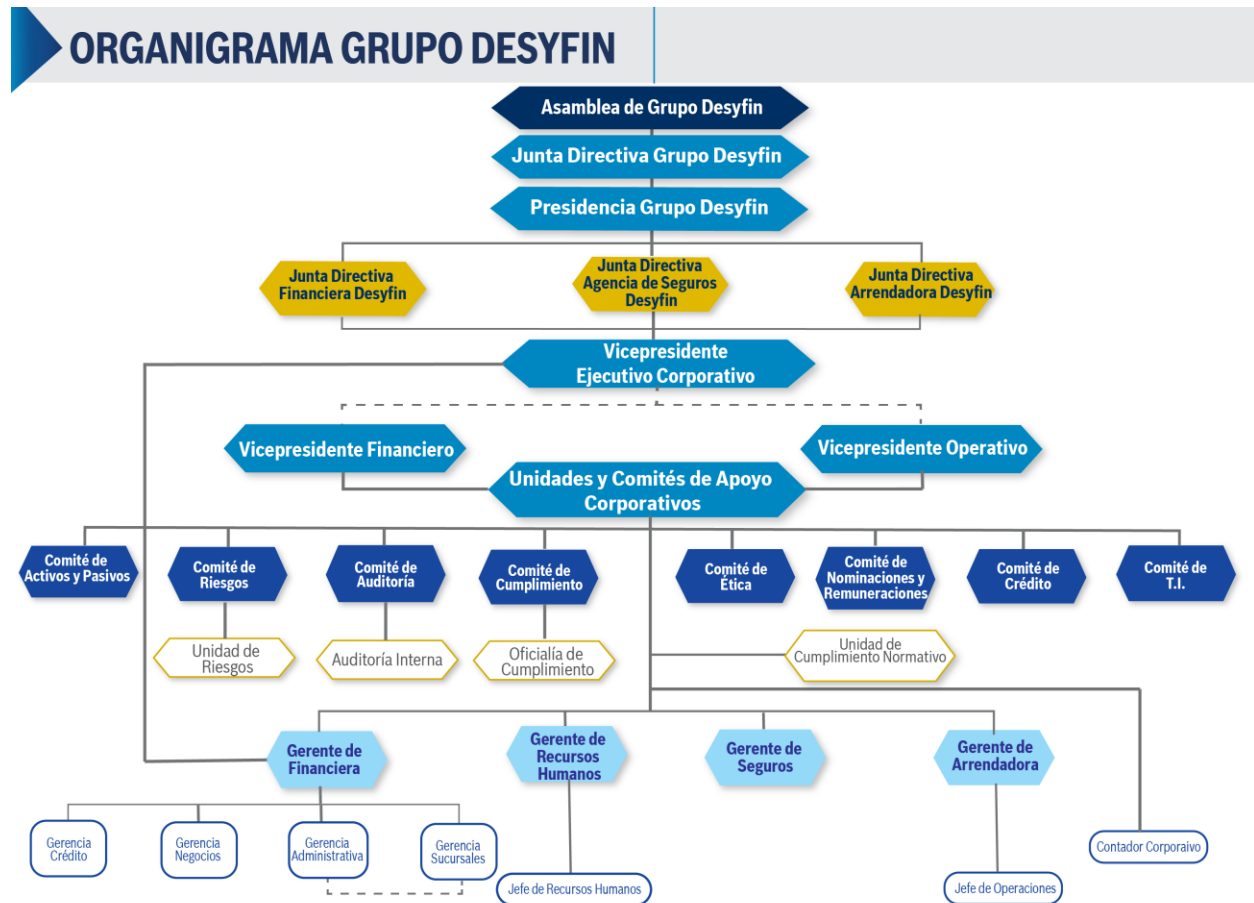 ORGANIGRAMA GRUPO DESYFIN
Asamblea de Grupo Desyfin
Junta Directiva Grupo Desyfin
Presidencia Grupo Desyfin
Junta Directiva
Financiera Desyfin
Junta Directiva
Agencia de Seguros
Desyfin
Junta Directiva
Arrendadora Desyfin
Vicepresidente
Ejecutivo Corporativo
Vicepresidente Financiero
Vicepresidente Operativo
Unidades y Comités de Apoyo
Corporativos
Comité de
Activos y Pasivos
Comité de
Riesgos
Comité de
Auditoría
Comité de
Cumplimiento
Comité de
Ética
Comité de
Nominaciones y
Remuneraciones
Comité de
Crédito
Comité de
T.I.
Unidad de
Riesgos
Auditoría Interna
Oficialía de
Cumplimiento
Unidad de
Cumplimiento Normativo
Gerente de
Financiera
Gerente de
Recursos
Humanos
Gerente de
Seguros
Gerente de
Arrendadora
Gerencia
Crédito
Gerencia
Negocios
Gerencia
Administrativa
Gerencia
Sucursales
Contador Corporaivo
Jefe de Recursos Humanos
Jefe de Operaciones